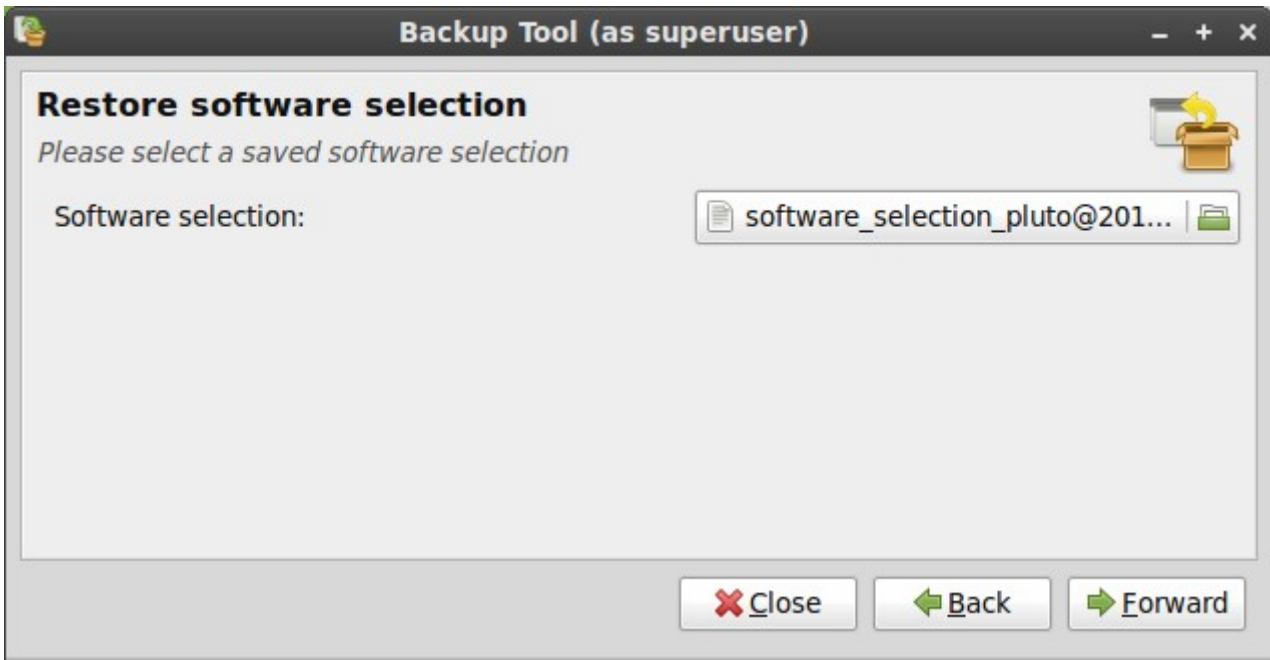 Backup Tool (as superuser)
Restore software selection
Please select a saved software selection
Software selection: software_selection_pluto@201...
Close Back Forward